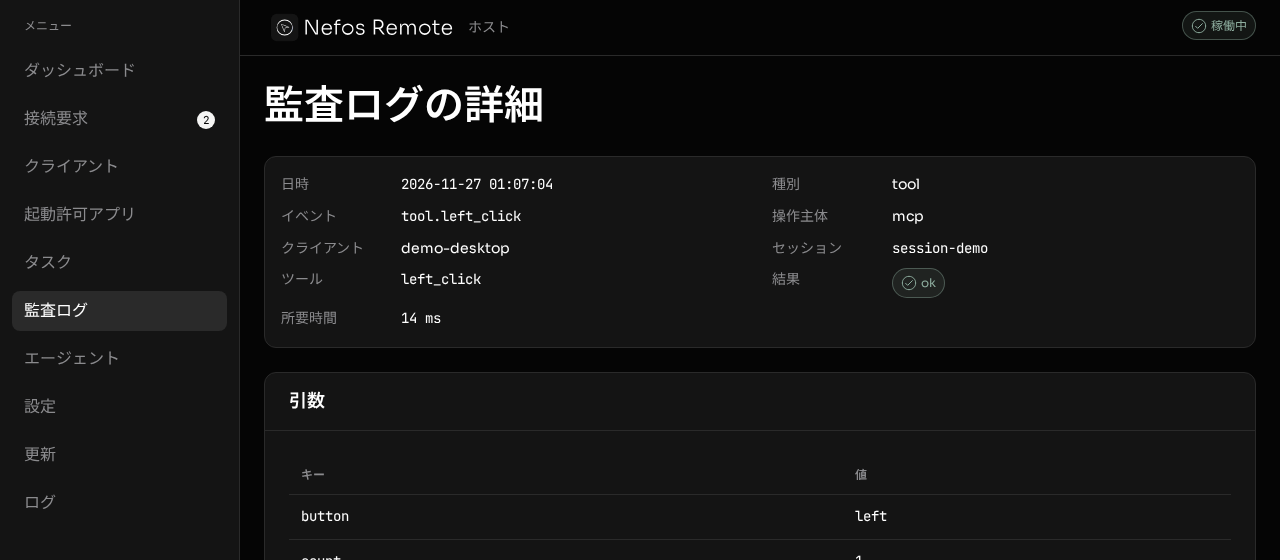 メニュー
ダッシュボード
接続要求 2
クライアント
起動許可アプリ
タスク
監査ログ
エージェント
設定
更新
ログ
Nefos Remote ホスト
稼働中
監査ログの詳細
日時 2026-11-27 01:07:04 種別 tool
イベント tool.left_click 操作主体 mcp
クライアント demo-desktop セッション session-demo
ツール left_click 結果 ok
所要時間 14 ms
引数
キー 値
button left
count 1